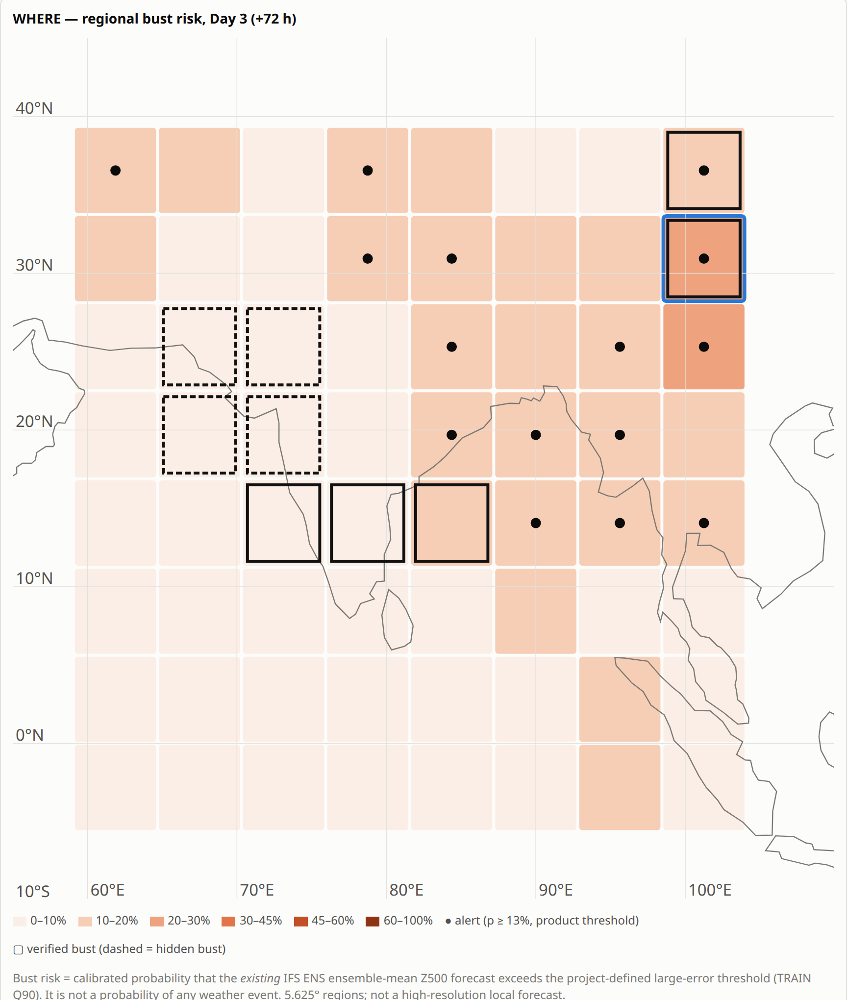 WHERE — regional bust risk, Day 3 (+72 h)
40°N
30°N
20°N
10°N
0°N
10°S 60°E 70°E 80°E 90°E 100°E
0–10% 10–20% 20–30% 30–45% 45–60% 60–100% ● alert (p ≥ 13%, product threshold)
▢ verified bust (dashed = hidden bust)
Bust risk = calibrated probability that the existing IFS ENS ensemble-mean Z500 forecast exceeds the project-defined large-error threshold (TRAIN
Q90). It is not a probability of any weather event. 5.625° regions; not a high-resolution local forecast.